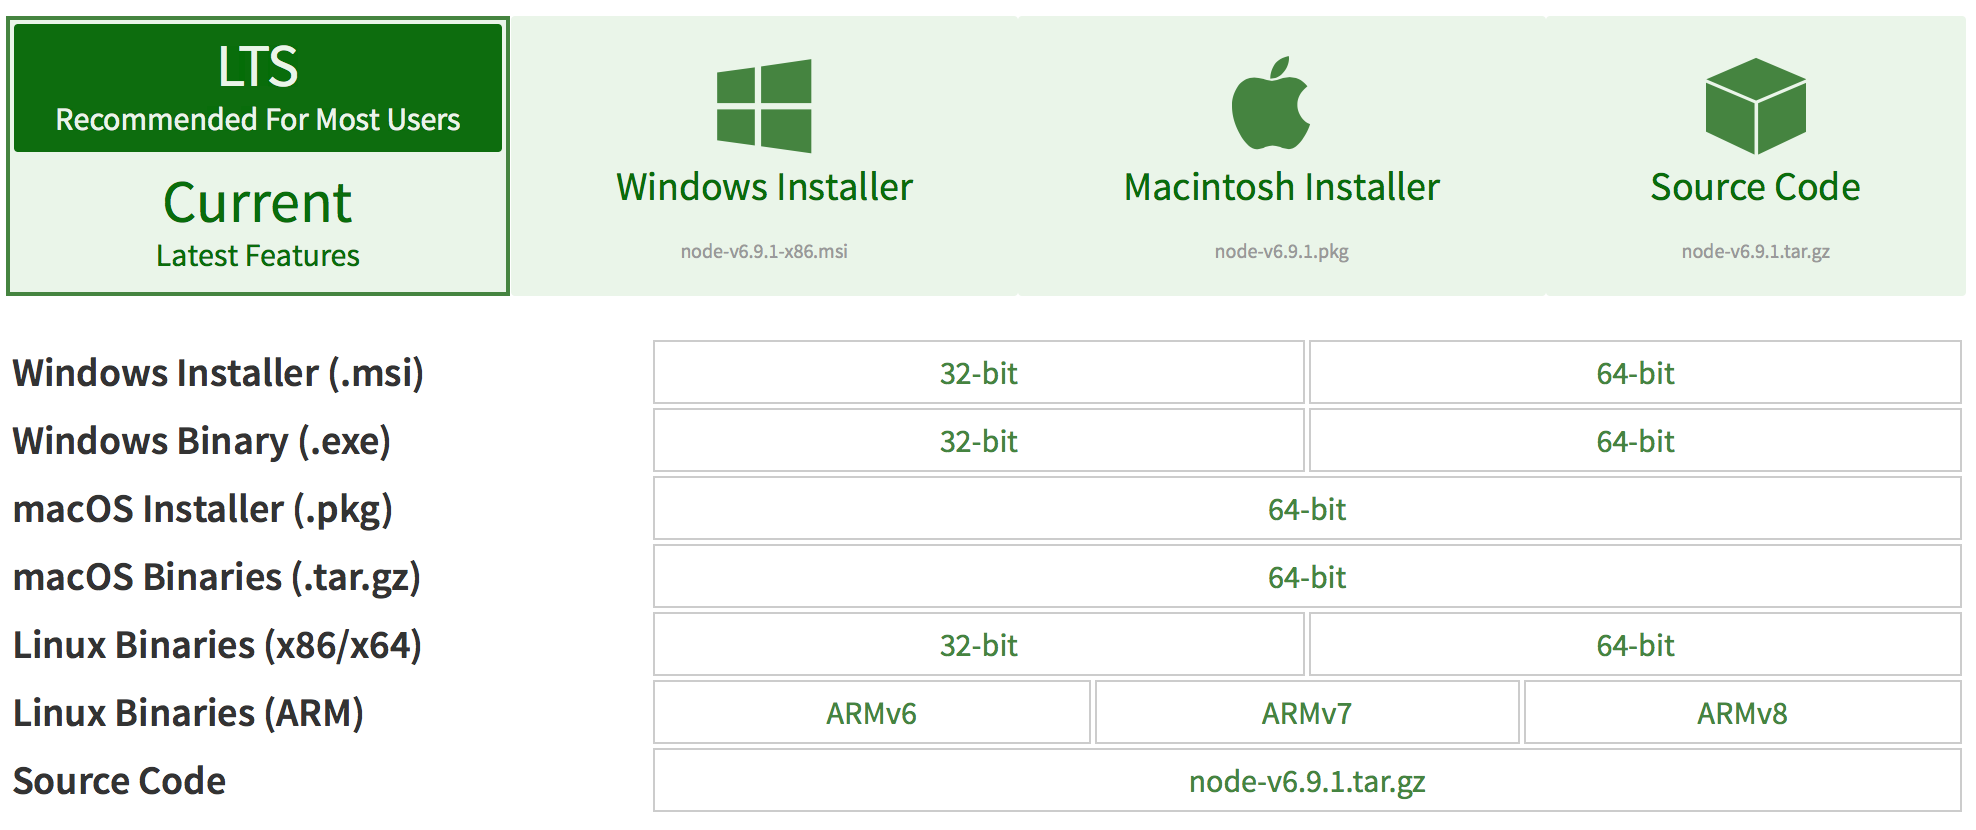 LTS
Recommended For Most Users
Current
Latest Features
Windows Installer
node-v6.9.1-x86.msi
Macintosh Installer
node-v6.9.1.pkg
Source Code
node-v6.9.1.tar.gz
Windows Installer (.msi) 32-bit 64-bit
Windows Binary (.exe) 32-bit 64-bit
macOS Installer (.pkg) 64-bit
macOS Binaries (.tar.gz) 64-bit
Linux Binaries (x86/x64) 32-bit 64-bit
Linux Binaries (ARM) ARMv6 ARMv7 ARMv8
Source Code node-v6.9.1.tar.gz